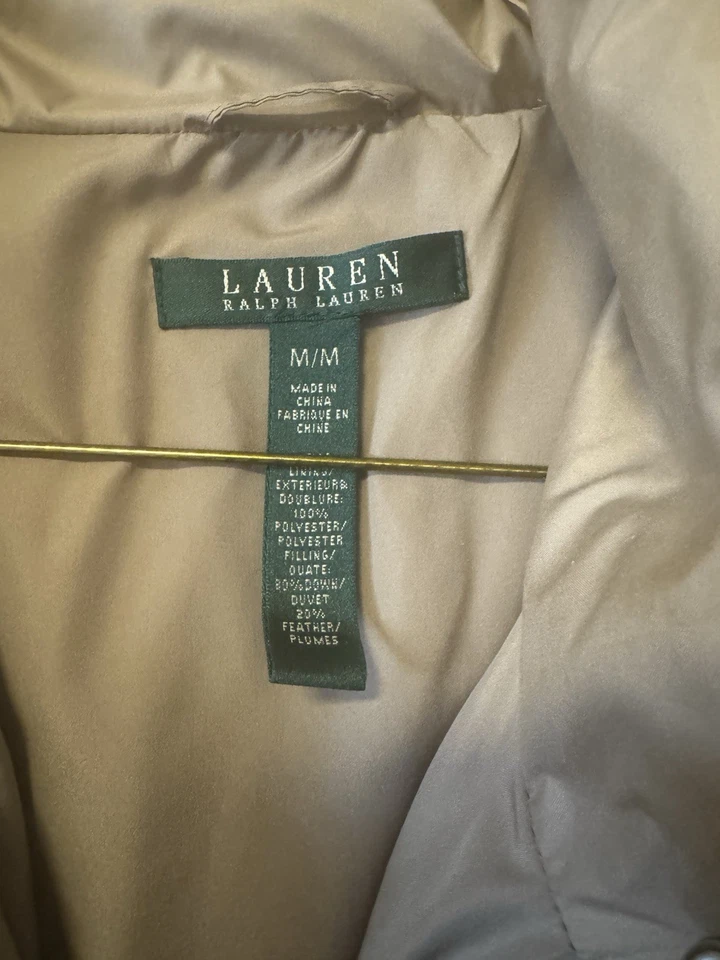 LAUREN
RALPH LAUREN
M/M
MADE IN
CHINA
FABRIQUE EN
CHINE
LINING/
EXTERIEUR&
DOUBLURE:
100%
POLYESTER/
POLYESTER
FILLING/
OUATE:
80%DOWN/
DUVET
20%
FEATHER/
PLUMES